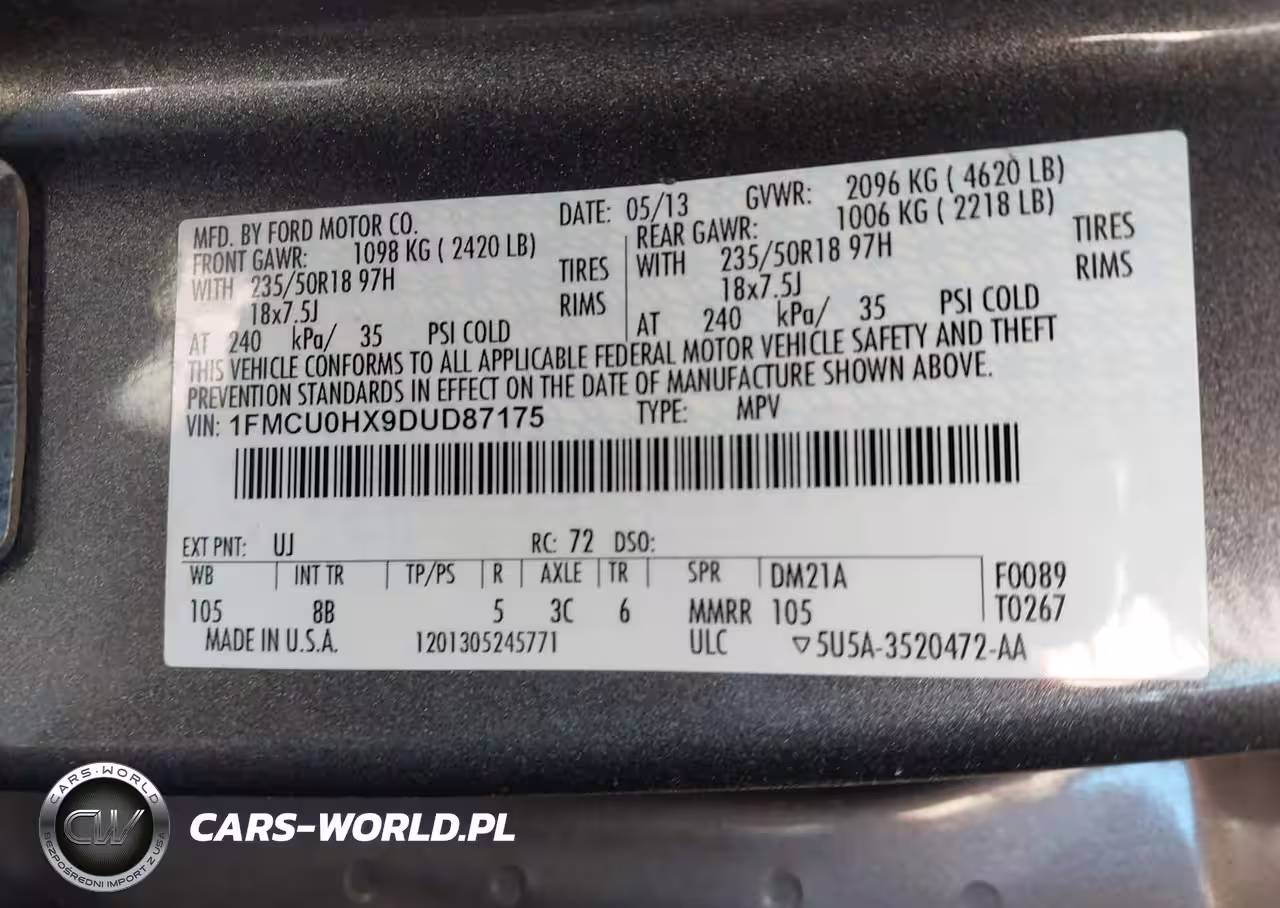 MFD. BY FORD MOTOR CO. DATE: 05/13 GVWR: 2096 KG ( 4620 LB)
FRONT GAWR: 1098 KG ( 2420 LB) REAR GAWR: 1006 KG ( 2218 LB)
WITH 235/50R18 97H TIRES WITH 235/50R18 97H TIRES
18x7.5J RIMS 18x7.5J RIMS
AT 240 kPa/ 35 PSI COLD AT 240 kPa/ 35 PSI COLD
THIS VEHICLE CONFORMS TO ALL APPLICABLE FEDERAL MOTOR VEHICLE SAFETY AND THEFT
PREVENTION STANDARDS IN EFFECT ON THE DATE OF MANUFACTURE SHOWN ABOVE.
VIN: 1FMCU0HX9DUD87175 TYPE: MPV
EXT PNT: UJ RC: 72 DSO:
WB INT TR TP/PS R AXLE TR SPR DM21A F0089
105 8B 5 3C 6 MMRR 105 T0267
MADE IN U.S.A. 1201305245771 ULC ▽5U5A-3520472-AA
CARS-WORLD
CW
BEZPOŚREDNI IMPORT Z USA
CARS-WORLD.PL